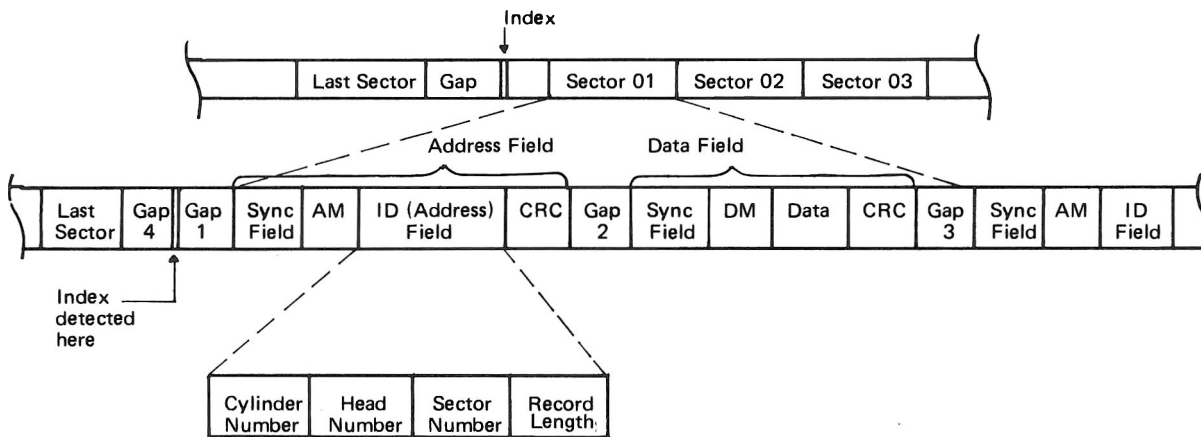 Index
Last Sector Gap Sector 01 Sector 02 Sector 03
Address Field Data Field
Last Sector
Gap 4
Gap 1
Sync Field
AM
ID (Address) Field
CRC
Gap 2
Sync Field
DM
Data
CRC
Gap 3
Sync Field
AM
ID Field
Index
detected
here
Cylinder Number
Head Number
Sector Number
Record Length